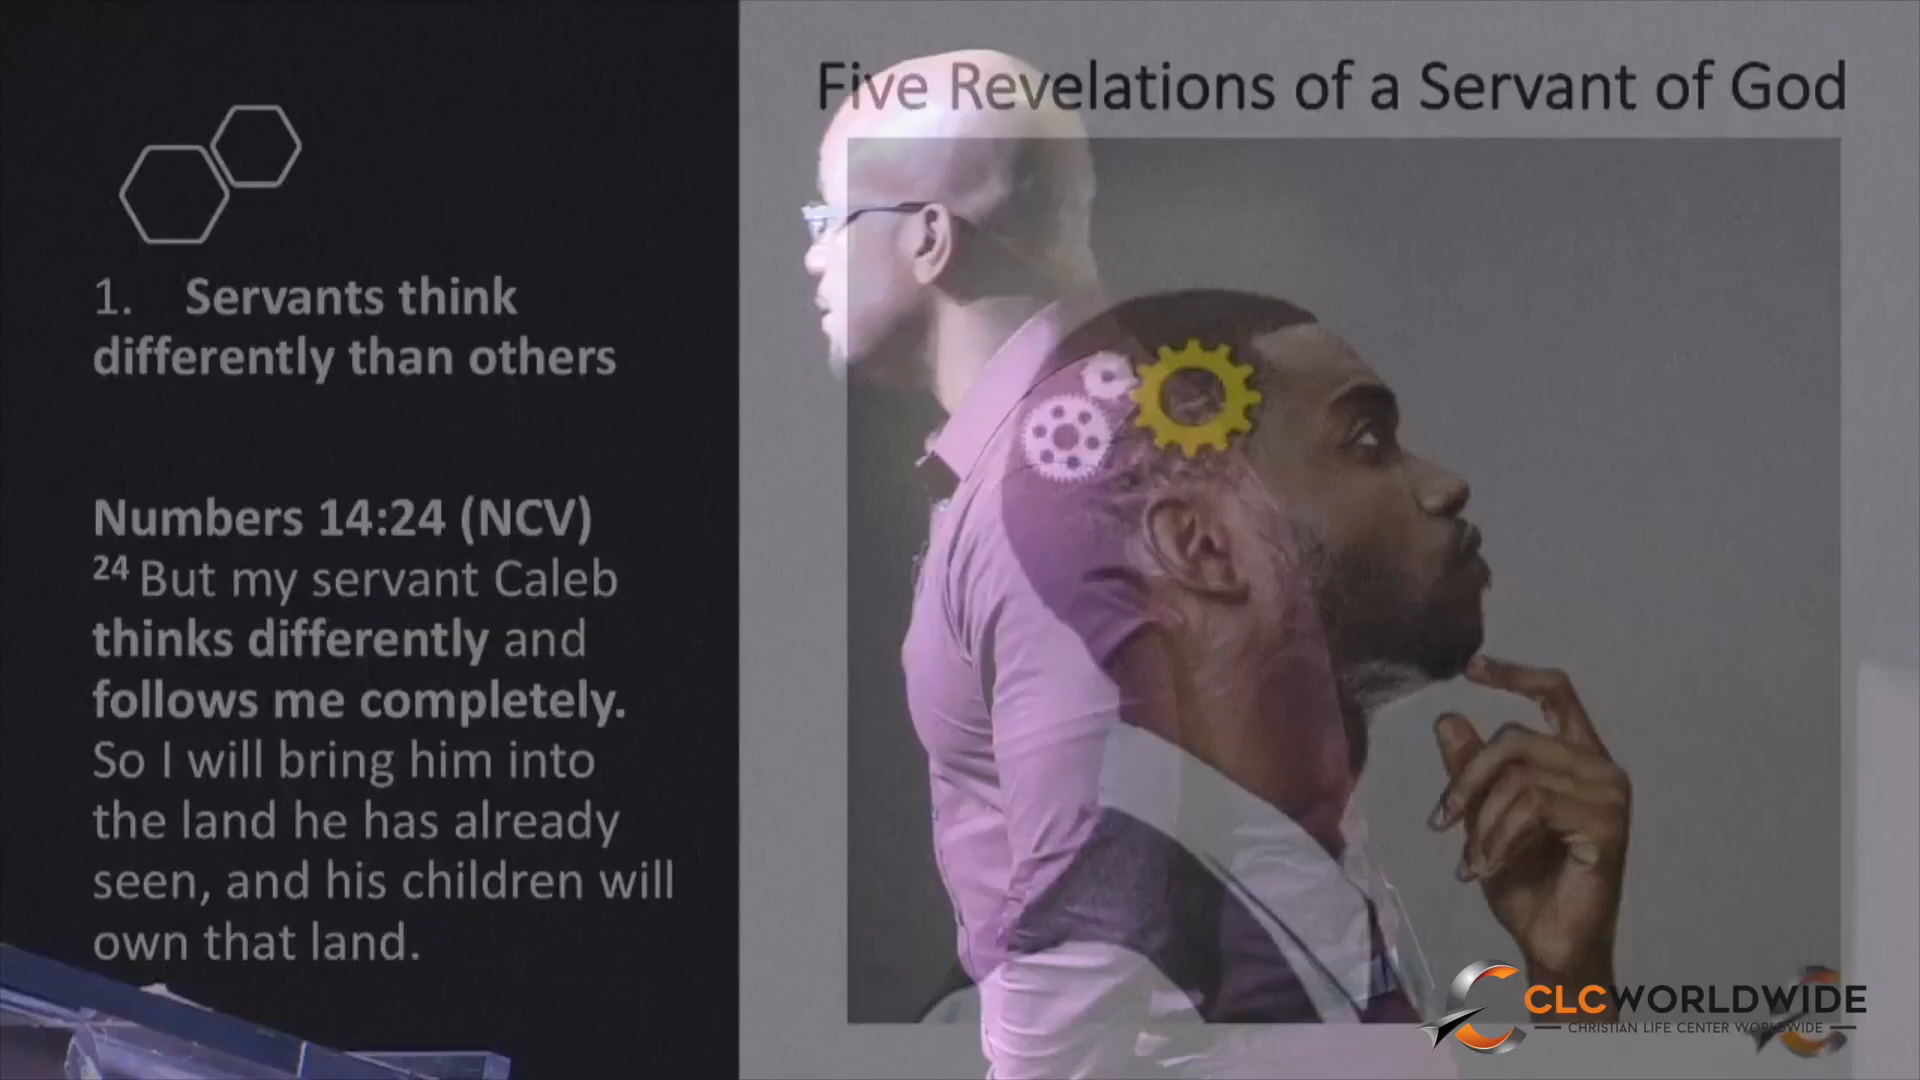 Five Revelations of a Servant of God
1. Servants think
differently than others
Numbers 14:24 (NCV)
24 But my servant Caleb
thinks differently and
follows me completely.
So I will bring him into
the land he has already
seen, and his children will
own that land.
CLCWORLDWIDE
CHRISTIAN LIFE CENTER WORLDWIDE